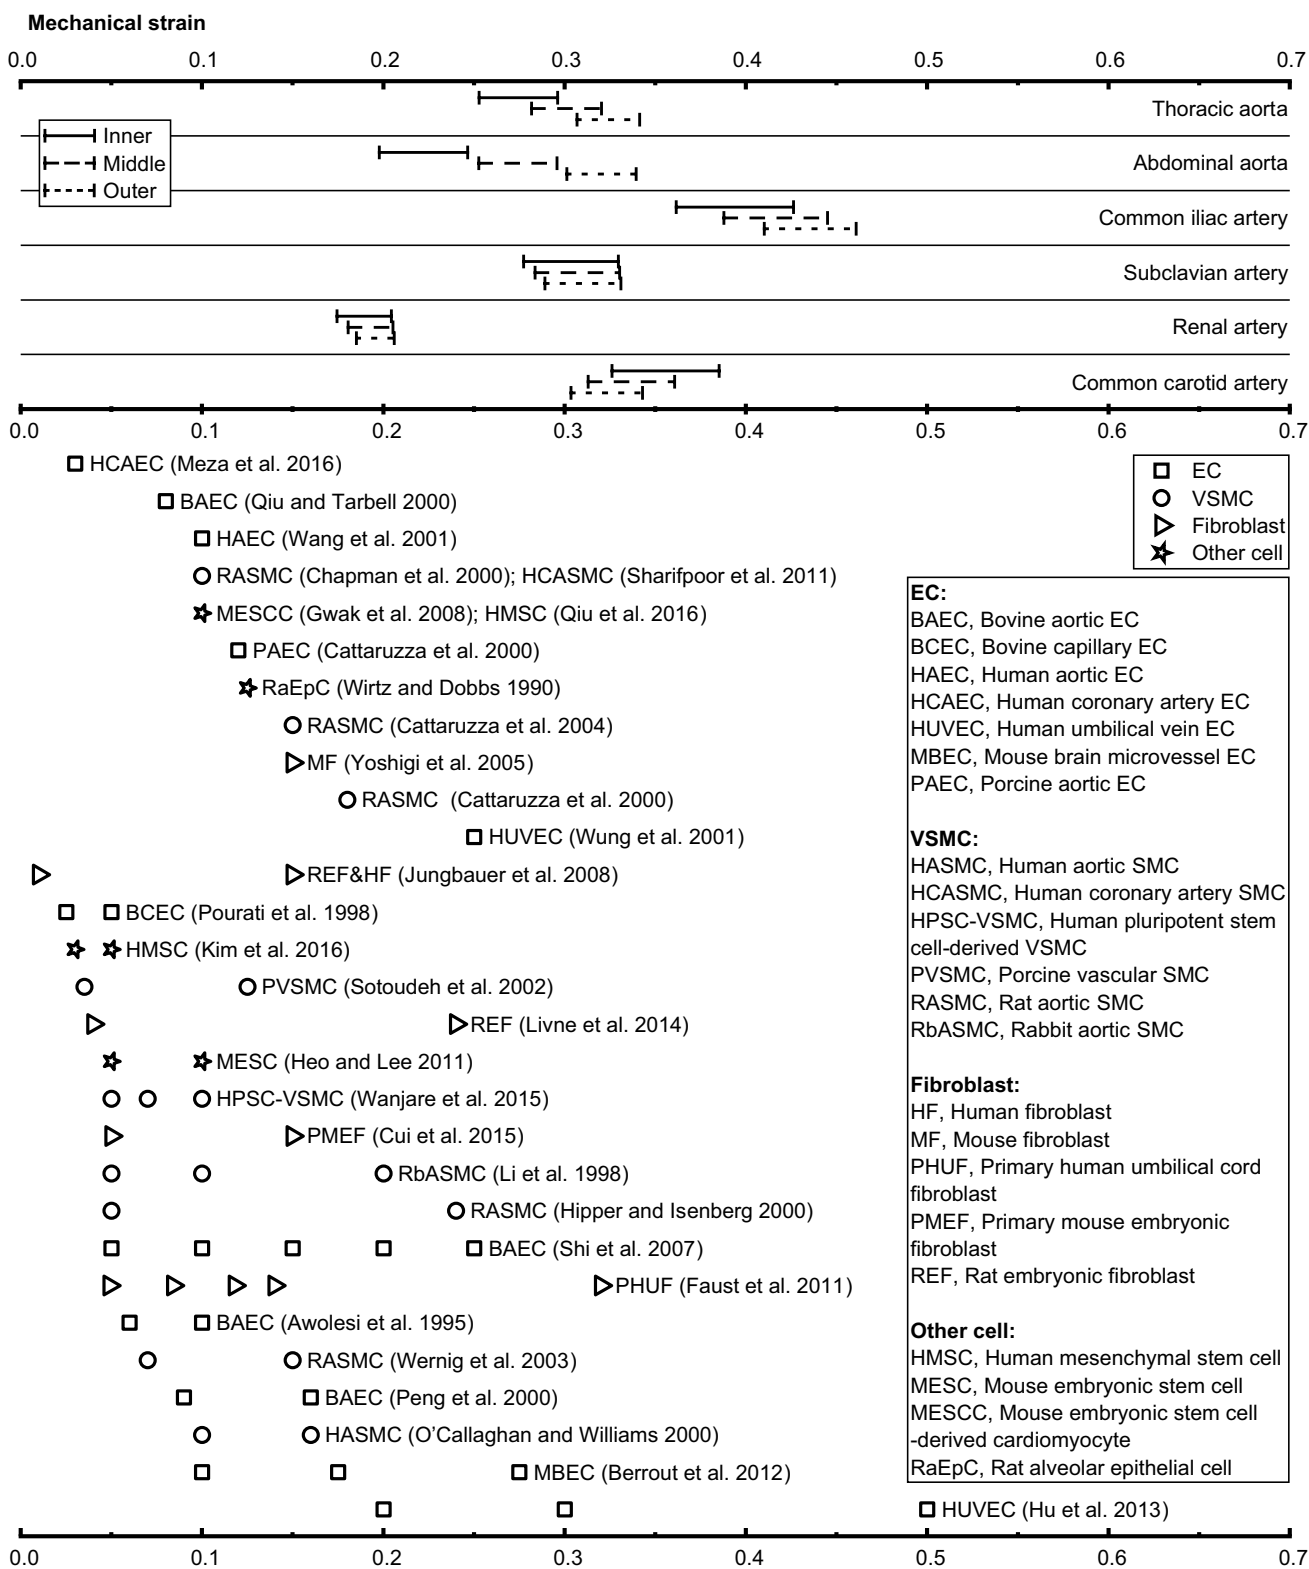 Mechanical strain
0.0 0.1 0.2 0.3 0.4 0.5 0.6 0.7
Thoracic aorta
Inner
Middle
Outer
Abdominal aorta
Common iliac artery
Subclavian artery
Renal artery
Common carotid artery
0.0 0.1 0.2 0.3 0.4 0.5 0.6 0.7
HCAEC (Meza et al. 2016)
BAEC (Qiu and Tarbell 2000)
HAEC (Wang et al. 2001)
RASMC (Chapman et al. 2000); HCASMC (Sharifpoor et al. 2011)
MESCC (Gwak et al. 2008); HMSC (Qiu et al. 2016)
PAEC (Cattaruzza et al. 2000)
RaEpC (Wirtz and Dobbs 1990)
RASMC (Cattaruzza et al. 2004)
MF (Yoshigi et al. 2005)
RASMC (Cattaruzza et al. 2000)
HUVEC (Wung et al. 2001)
REF&HF (Jungbauer et al. 2008)
BCEC (Pourati et al. 1998)
HMSC (Kim et al. 2016)
PVSMC (Sotoudeh et al. 2002)
REF (Livne et al. 2014)
MESC (Heo and Lee 2011)
HPSC-VSMC (Wanjare et al. 2015)
PMEF (Cui et al. 2015)
RbASMC (Li et al. 1998)
RASMC (Hipper and Isenberg 2000)
BAEC (Shi et al. 2007)
PHUF (Faust et al. 2011)
BAEC (Awolesi et al. 1995)
RASMC (Wernig et al. 2003)
BAEC (Peng et al. 2000)
HASMC (O’Callaghan and Williams 2000)
MBEC (Berrout et al. 2012)
HUVEC (Hu et al. 2013)
EC
VSMC
Fibroblast
Other cell
EC:
BAEC, Bovine aortic EC
BCEC, Bovine capillary EC
HAEC, Human aortic EC
HCAEC, Human coronary artery EC
HUVEC, Human umbilical vein EC
MBEC, Mouse brain microvessel EC
PAEC, Porcine aortic EC
VSMC:
HASMC, Human aortic SMC
HCASMC, Human coronary artery SMC
HPSC-VSMC, Human pluripotent stem
cell-derived VSMC
PVSMC, Porcine vascular SMC
RASMC, Rat aortic SMC
RbASMC, Rabbit aortic SMC
Fibroblast:
HF, Human fibroblast
MF, Mouse fibroblast
PHUF, Primary human umbilical cord
fibroblast
PMEF, Primary mouse embryonic
fibroblast
REF, Rat embryonic fibroblast
Other cell:
HMSC, Human mesenchymal stem cell
MESC, Mouse embryonic stem cell
MESCC, Mouse embryonic stem cell
-derived cardiomyocyte
RaEpC, Rat alveolar epithelial cell
0.0 0.1 0.2 0.3 0.4 0.5 0.6 0.7